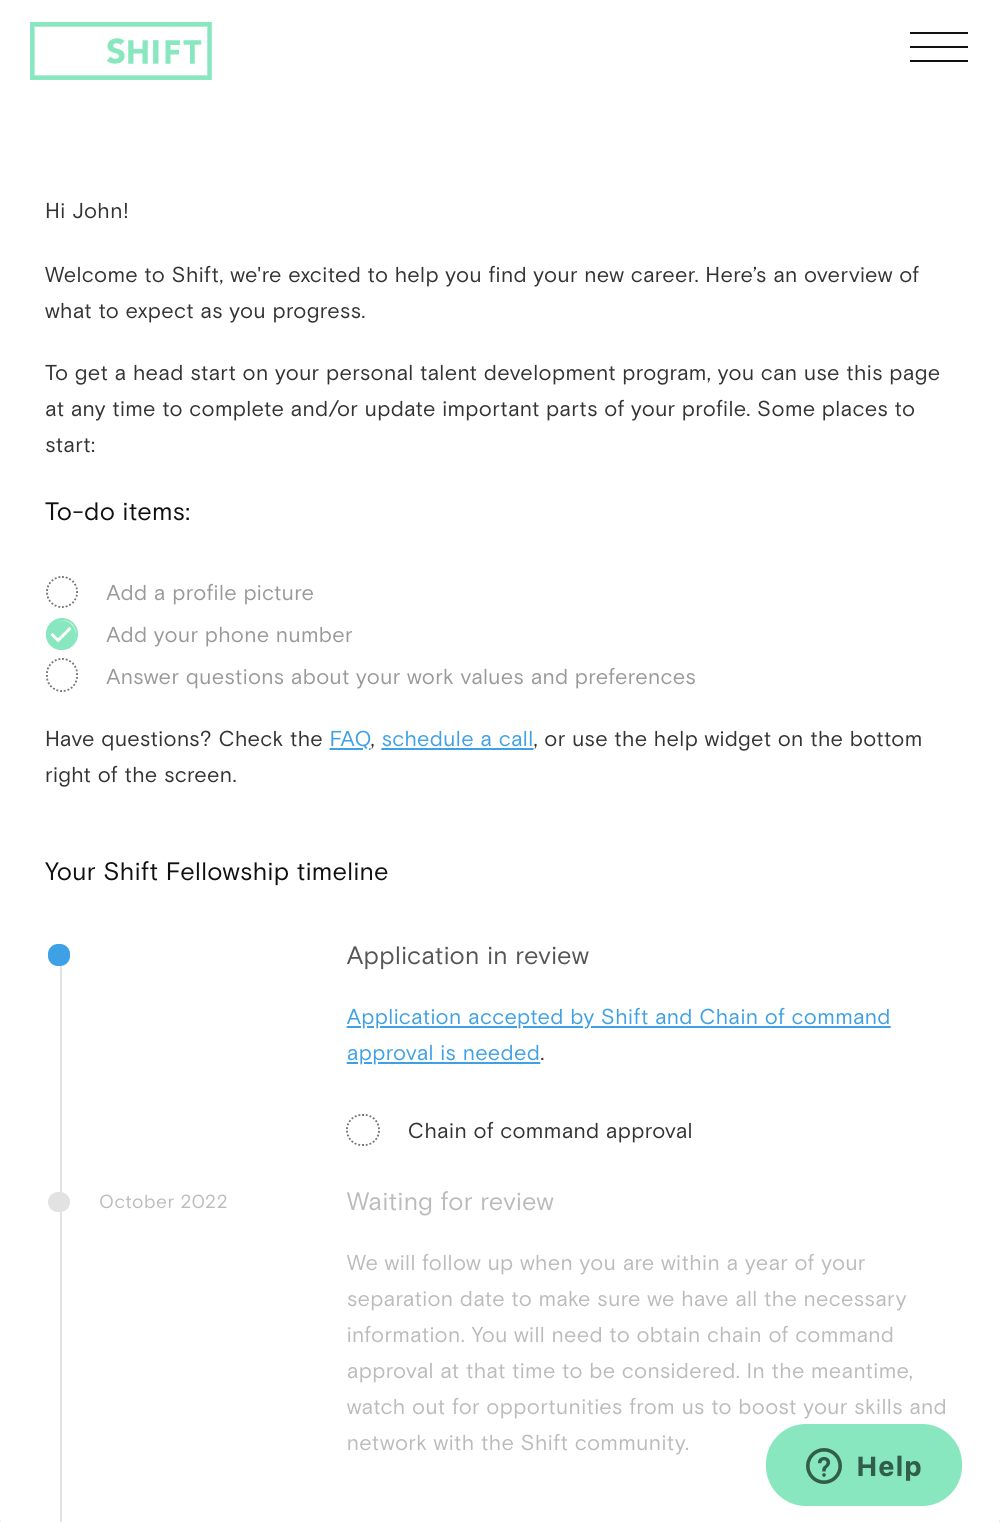 SHIFT
Hi John!
Welcome to Shift, we're excited to help you find your new career. Here’s an overview of
what to expect as you progress.
To get a head start on your personal talent development program, you can use this page
at any time to complete and/or update important parts of your profile. Some places to
start:
To-do items:
Add a profile picture
Add your phone number
Answer questions about your work values and preferences
Have questions? Check the FAQ, schedule a call, or use the help widget on the bottom
right of the screen.
Your Shift Fellowship timeline
Application in review
Application accepted by Shift and Chain of command
approval is needed.
Chain of command approval
October 2022
Waiting for review
We will follow up when you are within a year of your
separation date to make sure we have all the necessary
information. You will need to obtain chain of command
approval at that time to be considered. In the meantime,
watch out for opportunities from us to boost your skills and
network with the Shift community.
Help